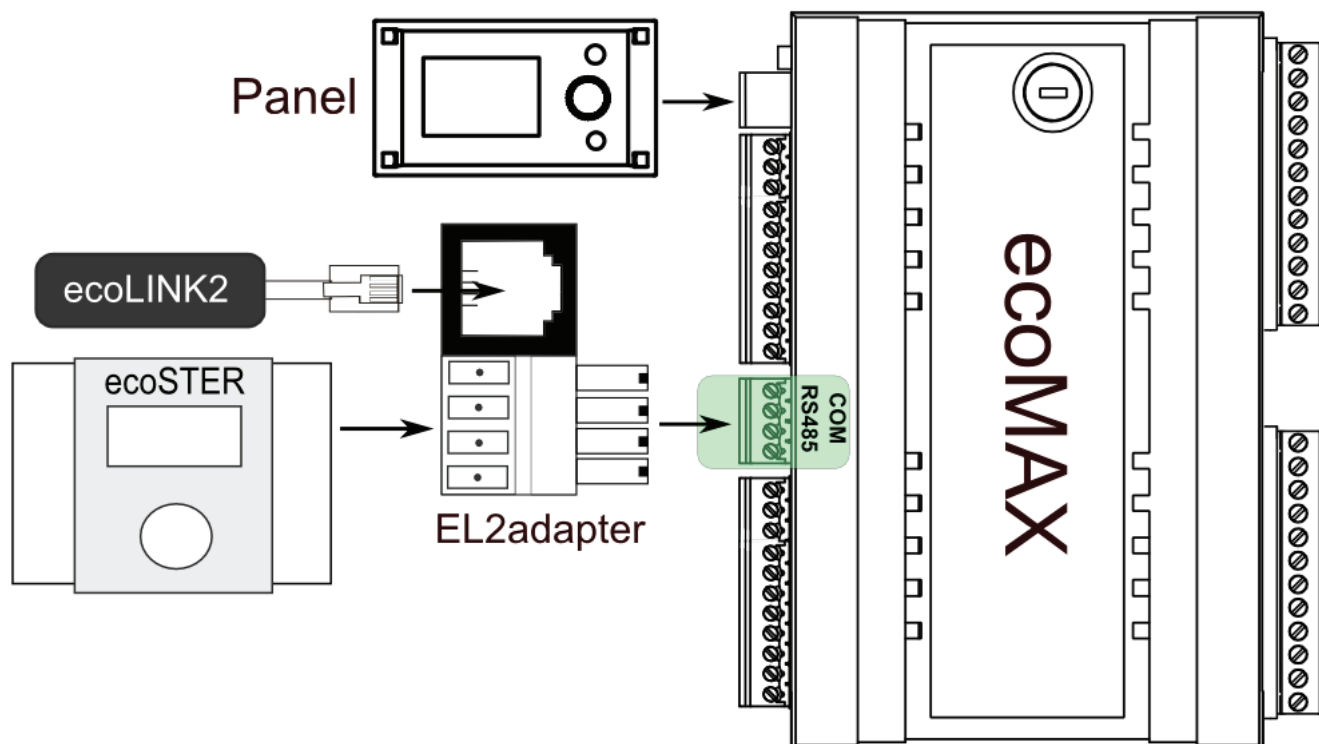 Panel
ecoLINK2
ecoSTER
EL2adapter
COM
RS485
ecoMAX